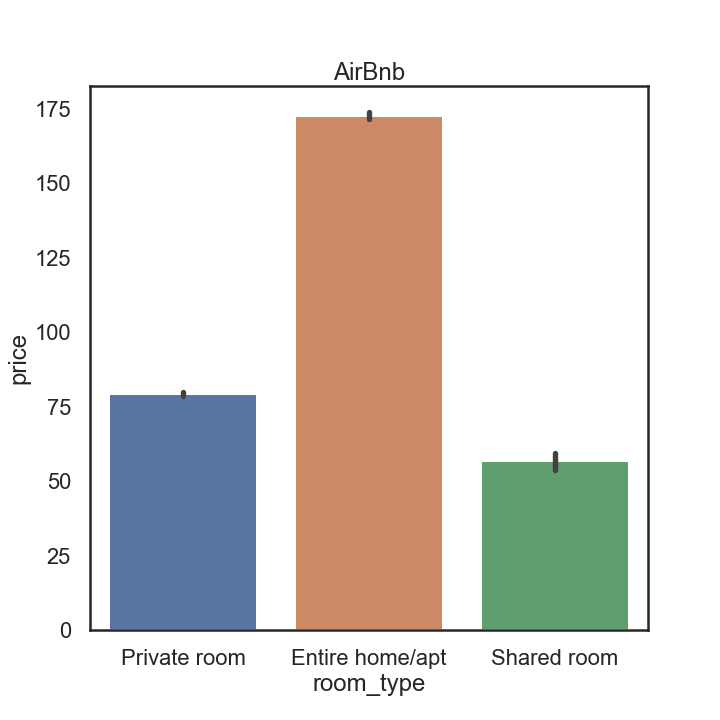 AirBnb
175
150
125
100
75
50
25
0
price
Private room
Entire home/apt
Shared room
room_type